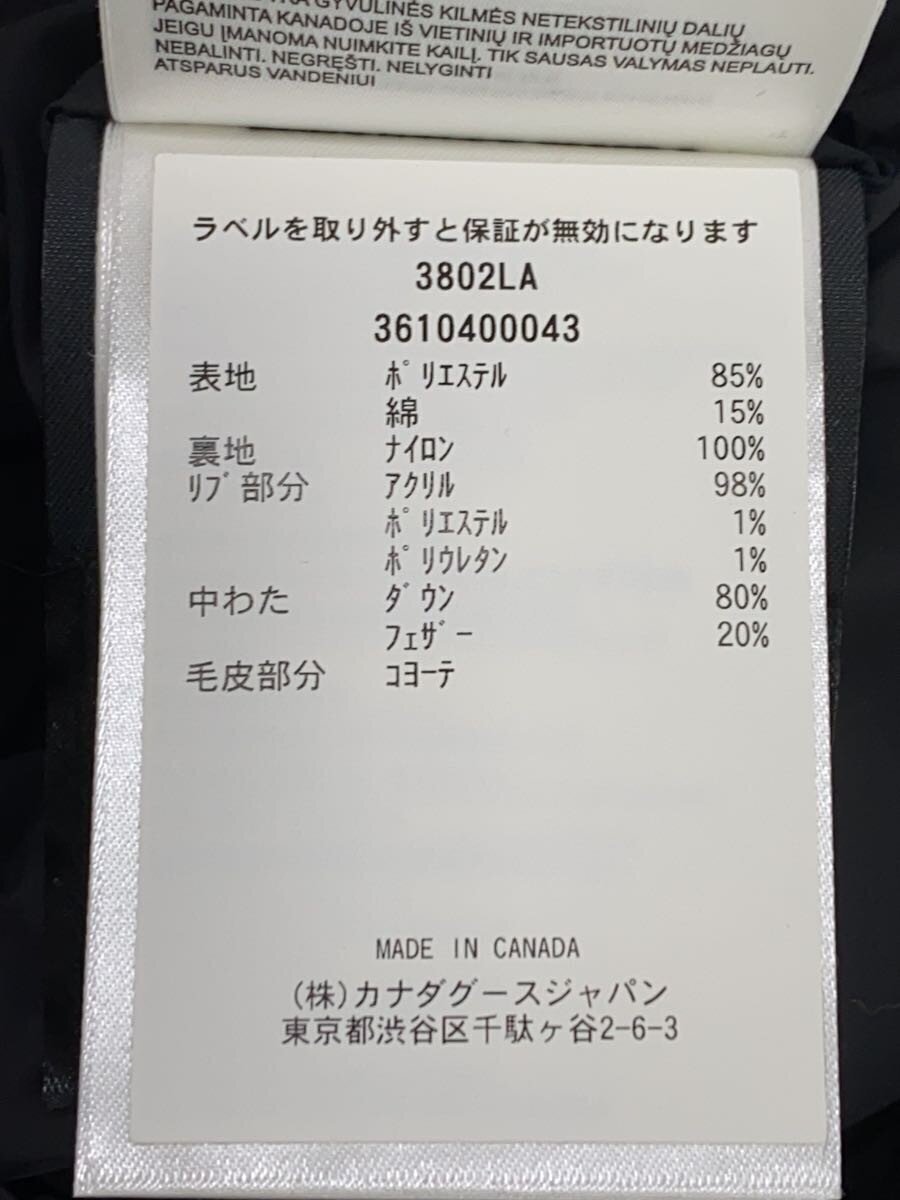 GYVULINĖS KILMĖS NETEKSTILINIŲ DALIŲ
PAGAMINTA KANADOJE IŠ VIETINIŲ IR IMPORTUOTŲ MEDŽIAGŲ
JEIGU ĮMANOMA NUIMKITE KAILĮ. TIK SAUSAS VALYMAS NEPLAUTI.
NEBALINTI. NEGRĘŠTI. NELYGINTI
ATSPARUS VANDENIUI
ラベルを取り外すと保証が無効になります
3802LA
3610400043
表地 ﾎﾟﾘｴｽﾃﾙ 85%
綿 15%
裏地 ﾅｲﾛﾝ 100%
ﾘﾌﾞ部分 ｱｸﾘﾙ 98%
ﾎﾟﾘｴｽﾃﾙ 1%
ﾎﾟﾘｳﾚﾀﾝ 1%
中わた ﾀﾞｳﾝ 80%
ﾌｪｻﾞｰ 20%
毛皮部分 ｺﾖｰﾃ
MADE IN CANADA
(株)カナダグースジャパン
東京都渋谷区千駄ヶ谷2-6-3